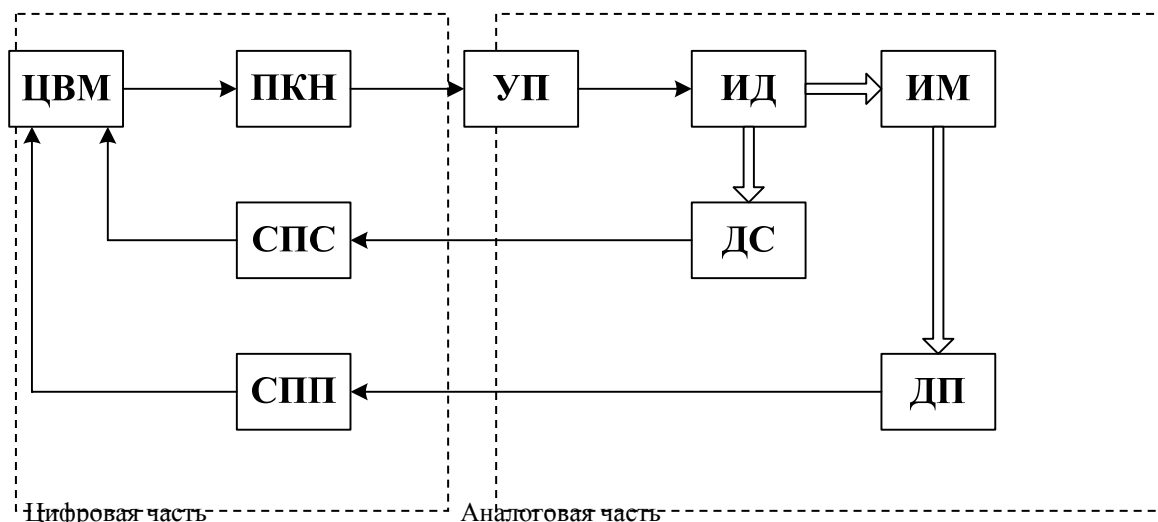 ЦВМ
ПКН
УП
ИД
ИМ
СПС
ДС
СПП
ДП
Цифровая часть
Аналоговая часть